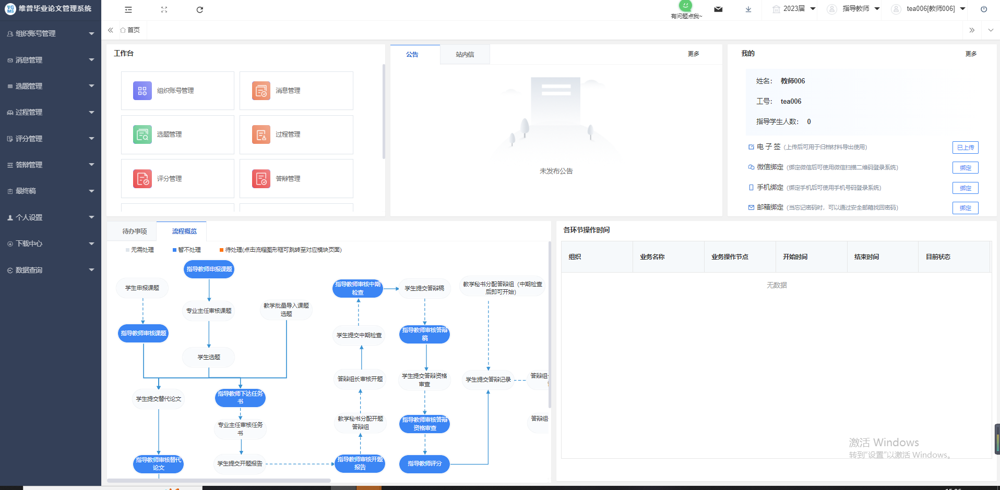 维普毕业论文管理系统
有问题点我~
2023届
指导教师
tea006[教师006]
首页
组织账号管理
消息管理
选题管理
过程管理
评分管理
答辩管理
最终稿
个人设置
下载中心
数据查询
工作台
组织账号管理
消息管理
选题管理
过程管理
评分管理
答辩管理
公告
站内信
更多
未发布公告
我的
更多
姓名： 教师006
工号： tea006
指导学生人数： 0
电 子 签 (上传后可用于归档材料导出使用)
已上传
微信绑定 (绑定微信后可使用微信扫描二维码登录系统)
绑定
手机绑定 (绑定手机后可使用手机号码登录系统)
绑定
邮箱绑定 (当忘记密码时，可以通过安全邮箱找回密码)
绑定
待办事项
流程概览
无需处理
暂不处理
待处理(点击流程图形框可跳转至对应模块页面)
指导教师申报课题
学生申报课题
专业主任审核课题
教学批量导入课题
选题
指导教师审核课题
学生选题
学生提交替代论文
指导教师下达任务
书
专业主任审核任务
书
指导教师审核替代
论文
学生提交开题报告
指导教师审核中期
检查
学生提交中期检查
答辩组长审核开题
教学秘书分配开题
答辩组
指导教师审核开题
报告
学生提交答辩稿
指导教师审核答辩
稿
学生提交答辩资格
审查
指导教师审核答辩
资格审查
指导教师评分
教学秘书分配答辩组（中期检查
后即可开始）
学生提交答辩记录
答辩组
答辩组
各环节操作时间
组织
业务名称
业务操作节点
开始时间
结束时间
目前状态
无数据
激活 Windows
转到"设置"以激活 Windows。